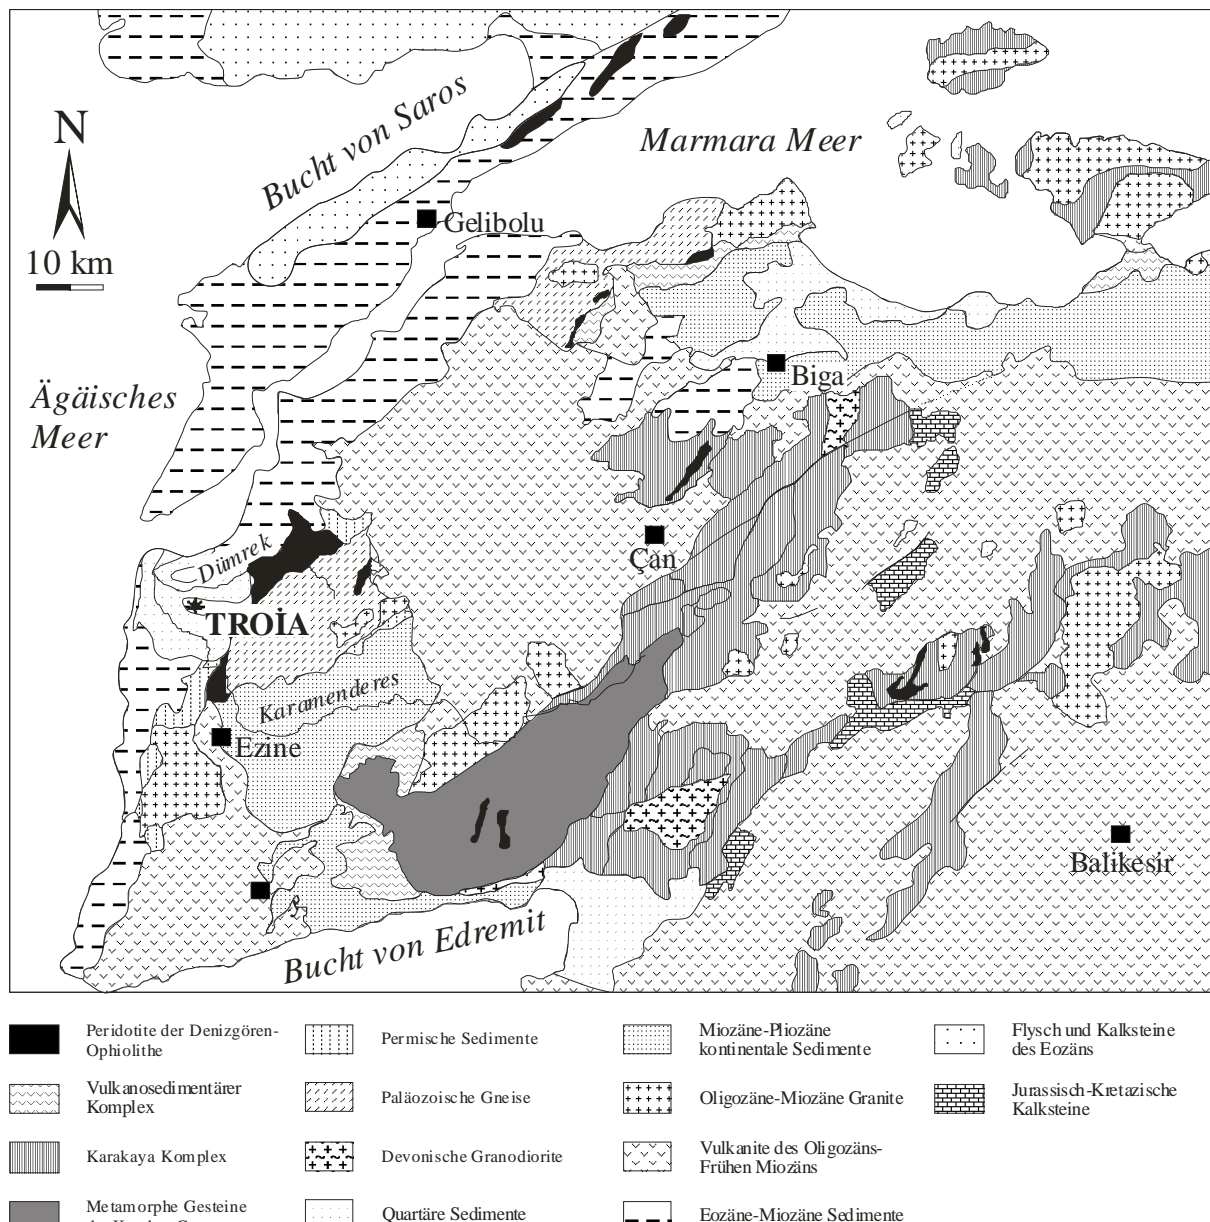 Bucht von Saros
Marmara Meer
N
10 km
Gelibolu
Ägäisches
Meer
Biga
Çan
Dümrek
TROİA
Karamenderes
Ezine
Balikesir
Bucht von Edremit
Peridotite der Denizgören-
Ophiolithe
Vulkanosedimentärer
Komplex
Karakaya Komplex
Metamorphe Gesteine
Permische Sedimente
Paläozoische Gneise
Devonische Granodiorite
Quartäre Sedimente
Miozäne-Pliozäne
kontinentale Sedimente
Oligozäne-Miozäne Granite
Vulkanite des Oligozäns-
Frühen Miozäns
Eozäne-Miozäne Sedimente
Flysch und Kalksteine
des Eozäns
Jurassisch-Kretazische
Kalksteine